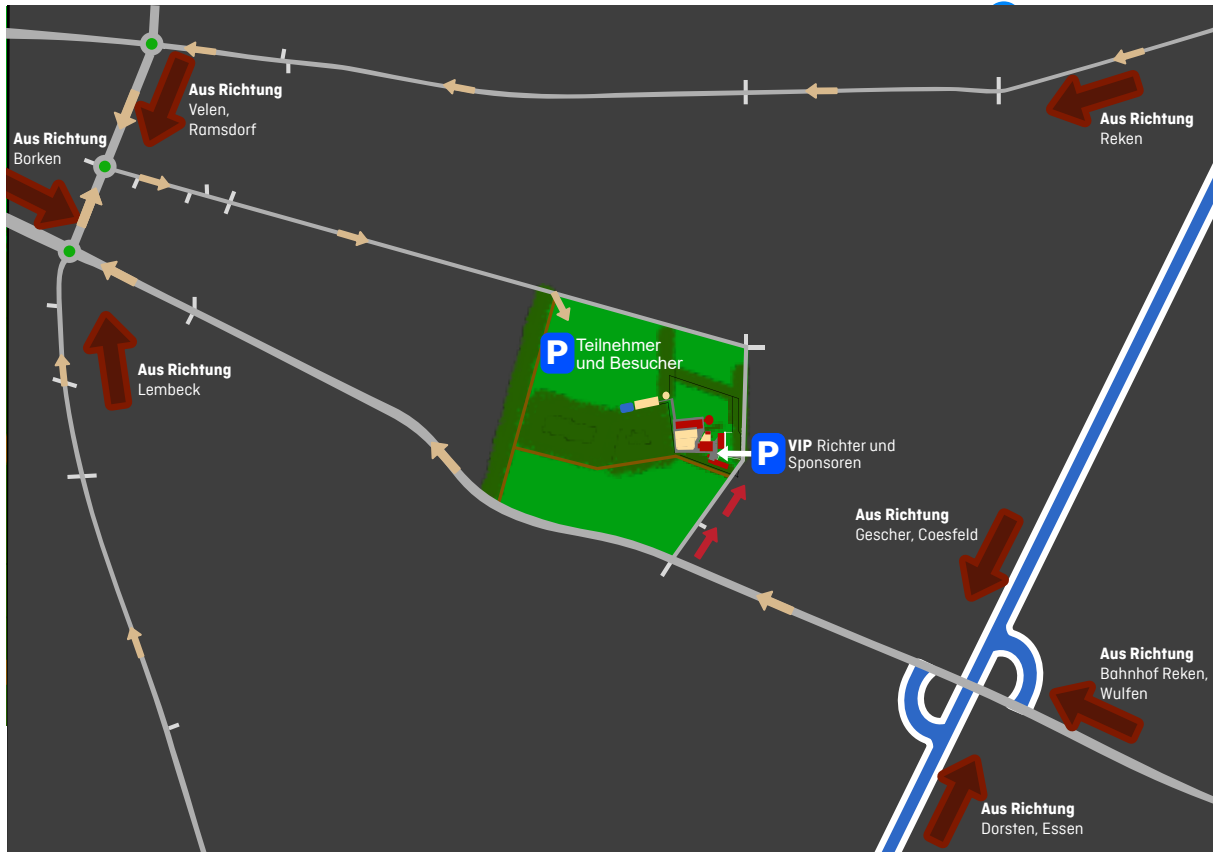 Aus Richtung
Velen,
Ramsdorf
Aus Richtung
Borken
Aus Richtung
Reken
P
Teilnehmer
und Besucher
Aus Richtung
Lembeck
P
VIP Richter und
Sponsoren
Aus Richtung
Gescher, Coesfeld
Aus Richtung
Bahnhof Reken,
Wulfen
Aus Richtung
Dorsten, Essen